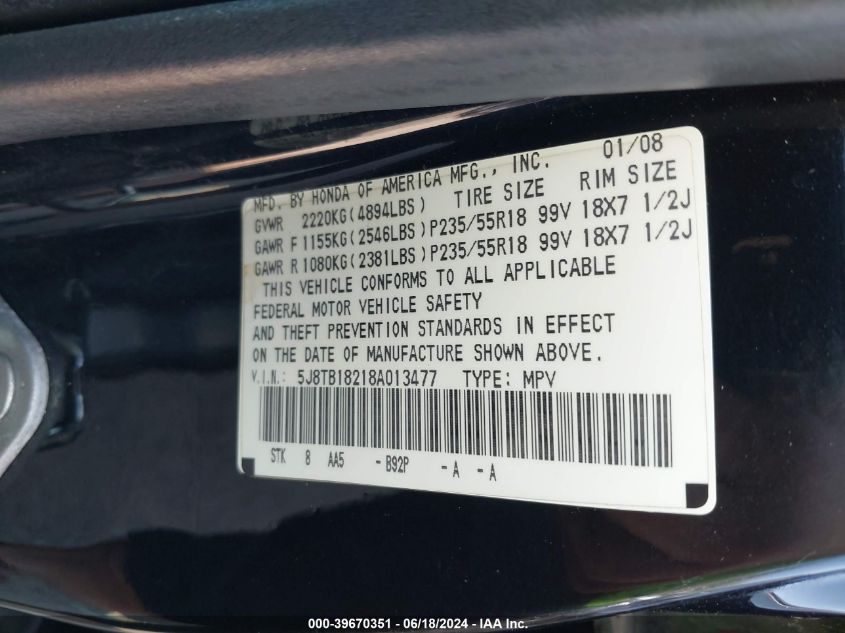 MFD. BY HONDA OF AMERICA MFG., INC. 01/08
GVWR 2220KG(4894LBS) TIRE SIZE RIM SIZE
GAWR F 1155KG(2546LBS)P235/55R18 99V 18X7 1/2J
GAWR R 1080KG(2381LBS)P235/55R18 99V 18X7 1/2J
THIS VEHICLE CONFORMS TO ALL APPLICABLE
FEDERAL MOTOR VEHICLE SAFETY
AND THEFT PREVENTION STANDARDS IN EFFECT
ON THE DATE OF MANUFACTURE SHOWN ABOVE.
V.I.N.: 5J8TB18218A013477 TYPE: MPV
STK 8 AA5 -B92P -A -A
000-39670351 - 06/18/2024 - IAA Inc.